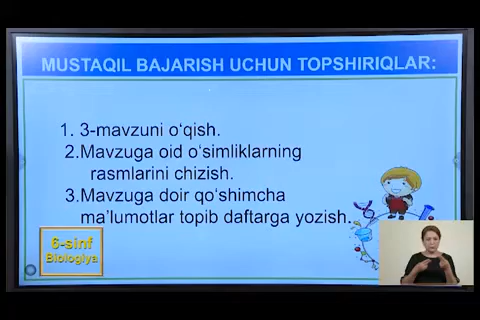 MUSTAQIL BAJARISH UCHUN TOPSHIRIQLAR:
1. 3-mavzuni o‘qish.
2.Mavzuga oid o‘simliklarning
rasmlarini chizish.
3.Mavzuga doir qo‘shimcha
ma’lumotlar topib daftarga yozish.
6-sinf
Biologiya